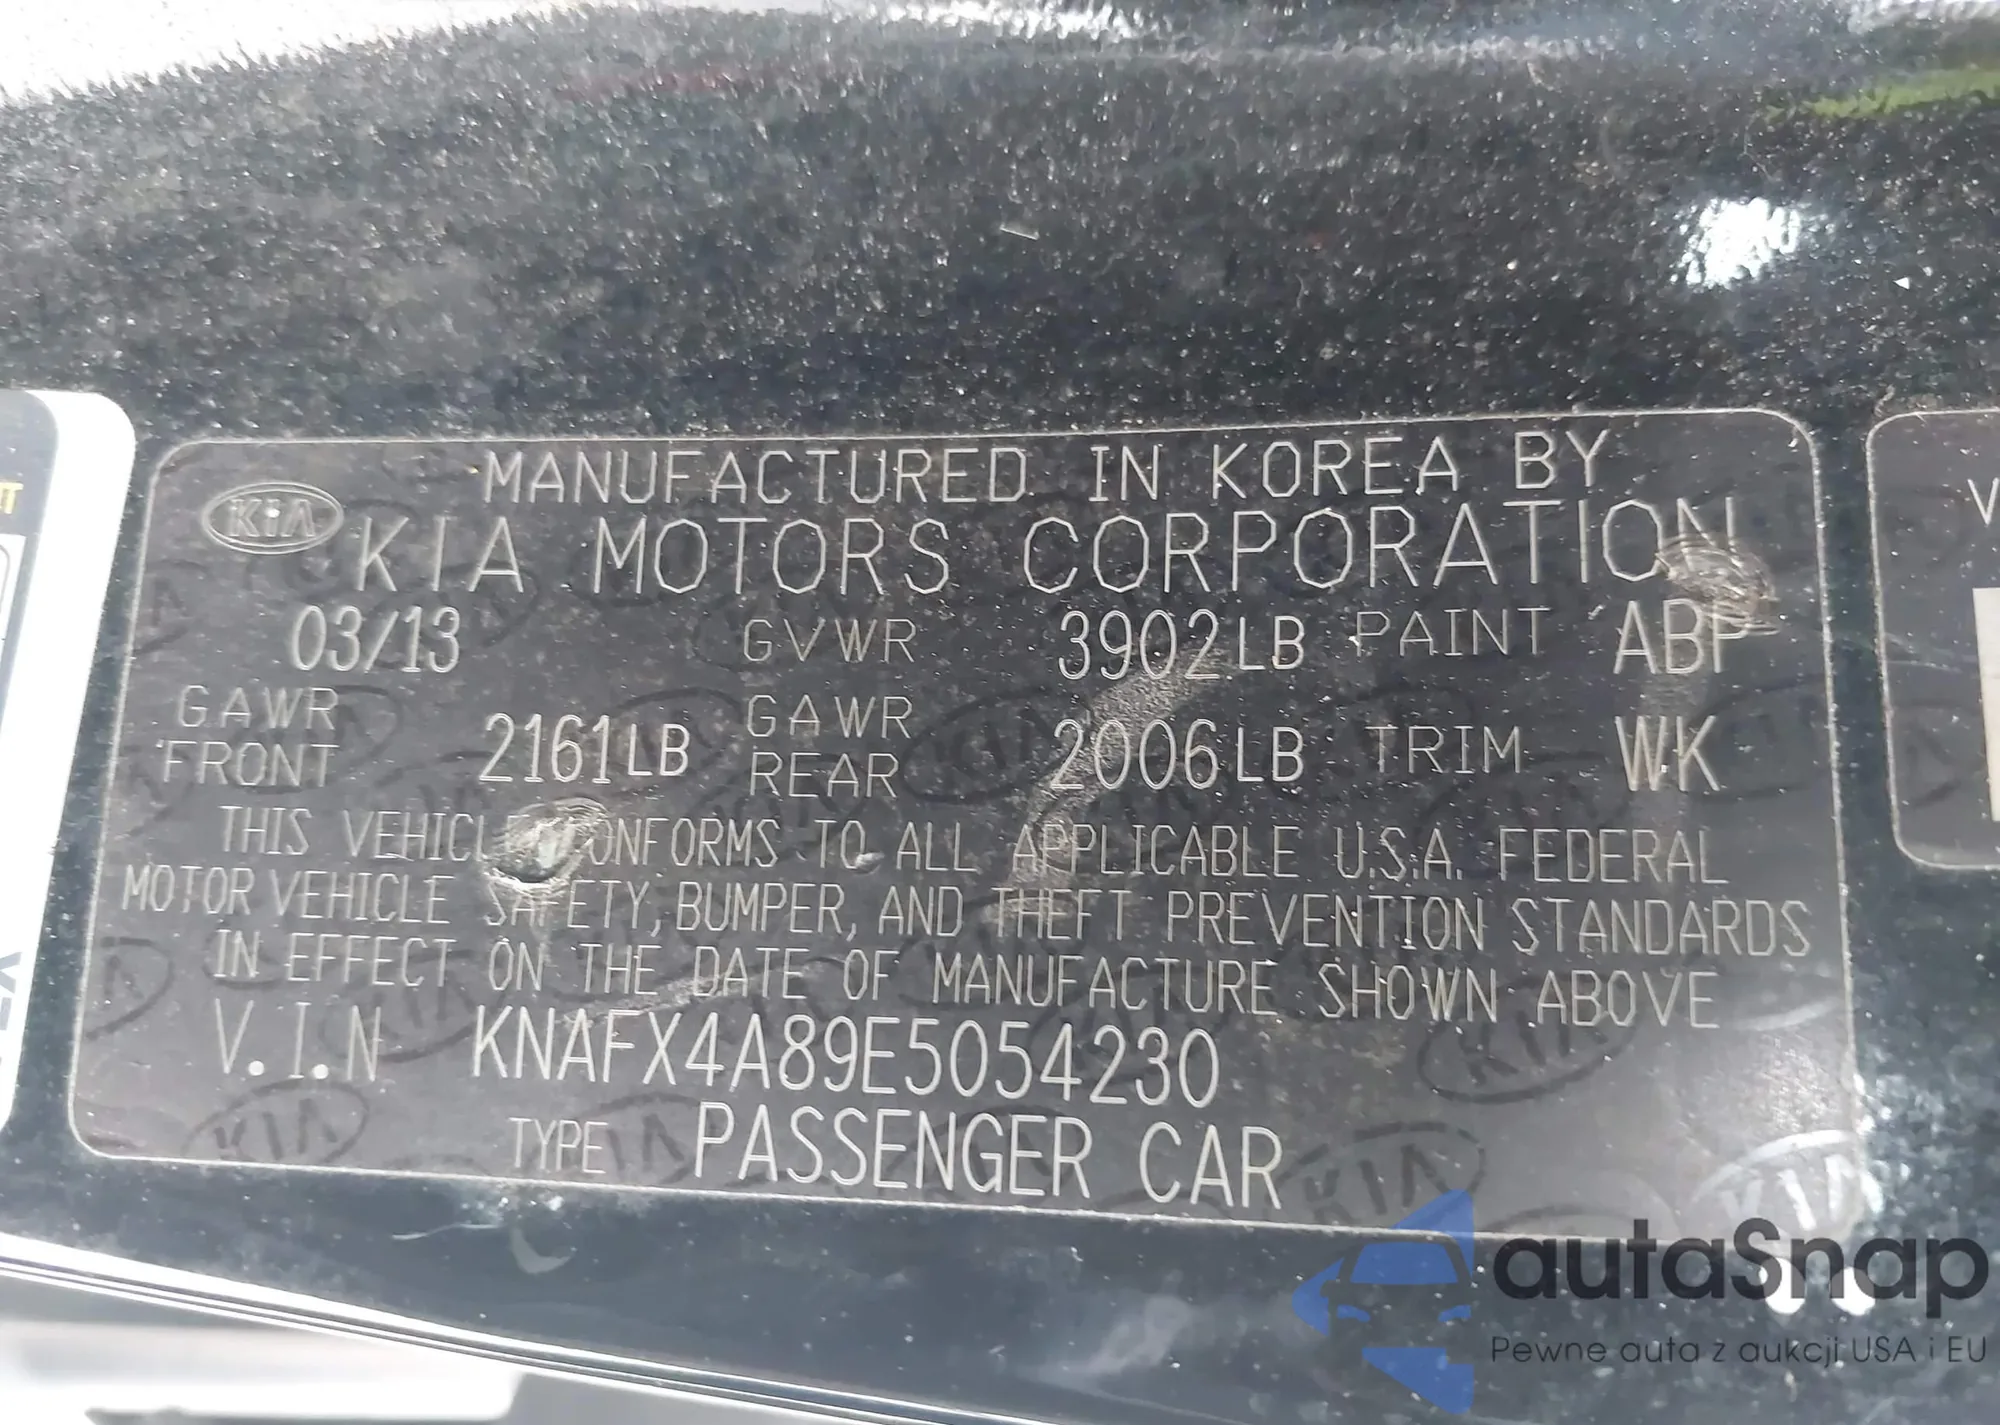 MANUFACTURED IN KOREA BY
KIA KIA MOTORS CORPORATION
03/13 GVWR 3902LB PAINT ABP
GAWR FRONT 2161LB GAWR REAR 2006LB TRIM WK
THIS VEHICLE CONFORMS TO ALL APPLICABLE U.S.A. FEDERAL
MOTOR VEHICLE SAFETY, BUMPER, AND THEFT PREVENTION STANDARDS
IN EFFECT ON THE DATE OF MANUFACTURE SHOWN ABOVE
V.I.N KNAFX4A89E5054230
TYPE PASSENGER CAR
autaSnap
Pewne auta z aukcji USA i EU